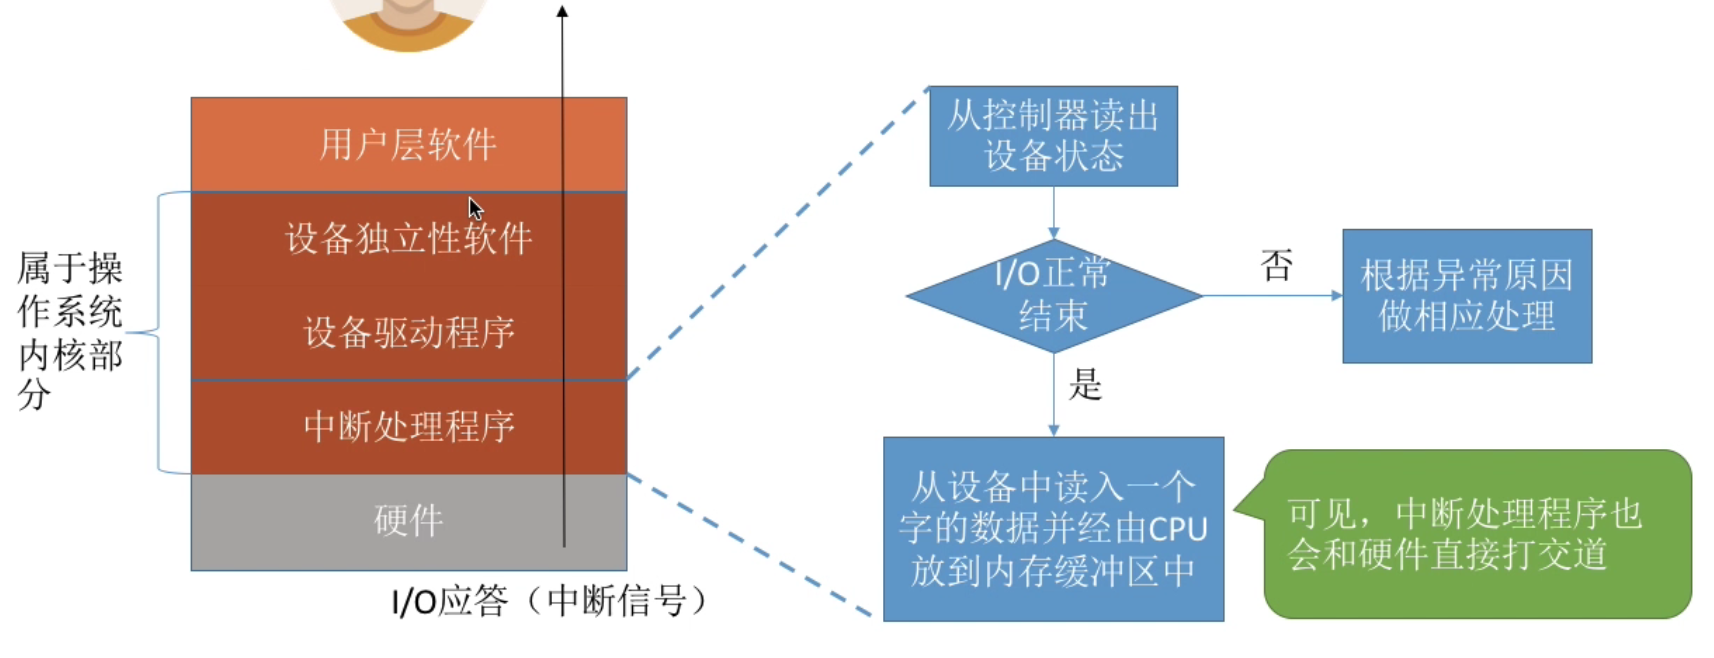 用户层软件
设备独立性软件
设备驱动程序
中断处理程序
硬件
I/O应答（中断信号）
属于操
作系统
内核部
分
从控制器读出
设备状态
I/O正常
结束
否
根据异常原因
做相应处理
是
从设备中读入一个
字的数据并经由CPU
放到内存缓冲区中
可见，中断处理程序也
会和硬件直接打交道